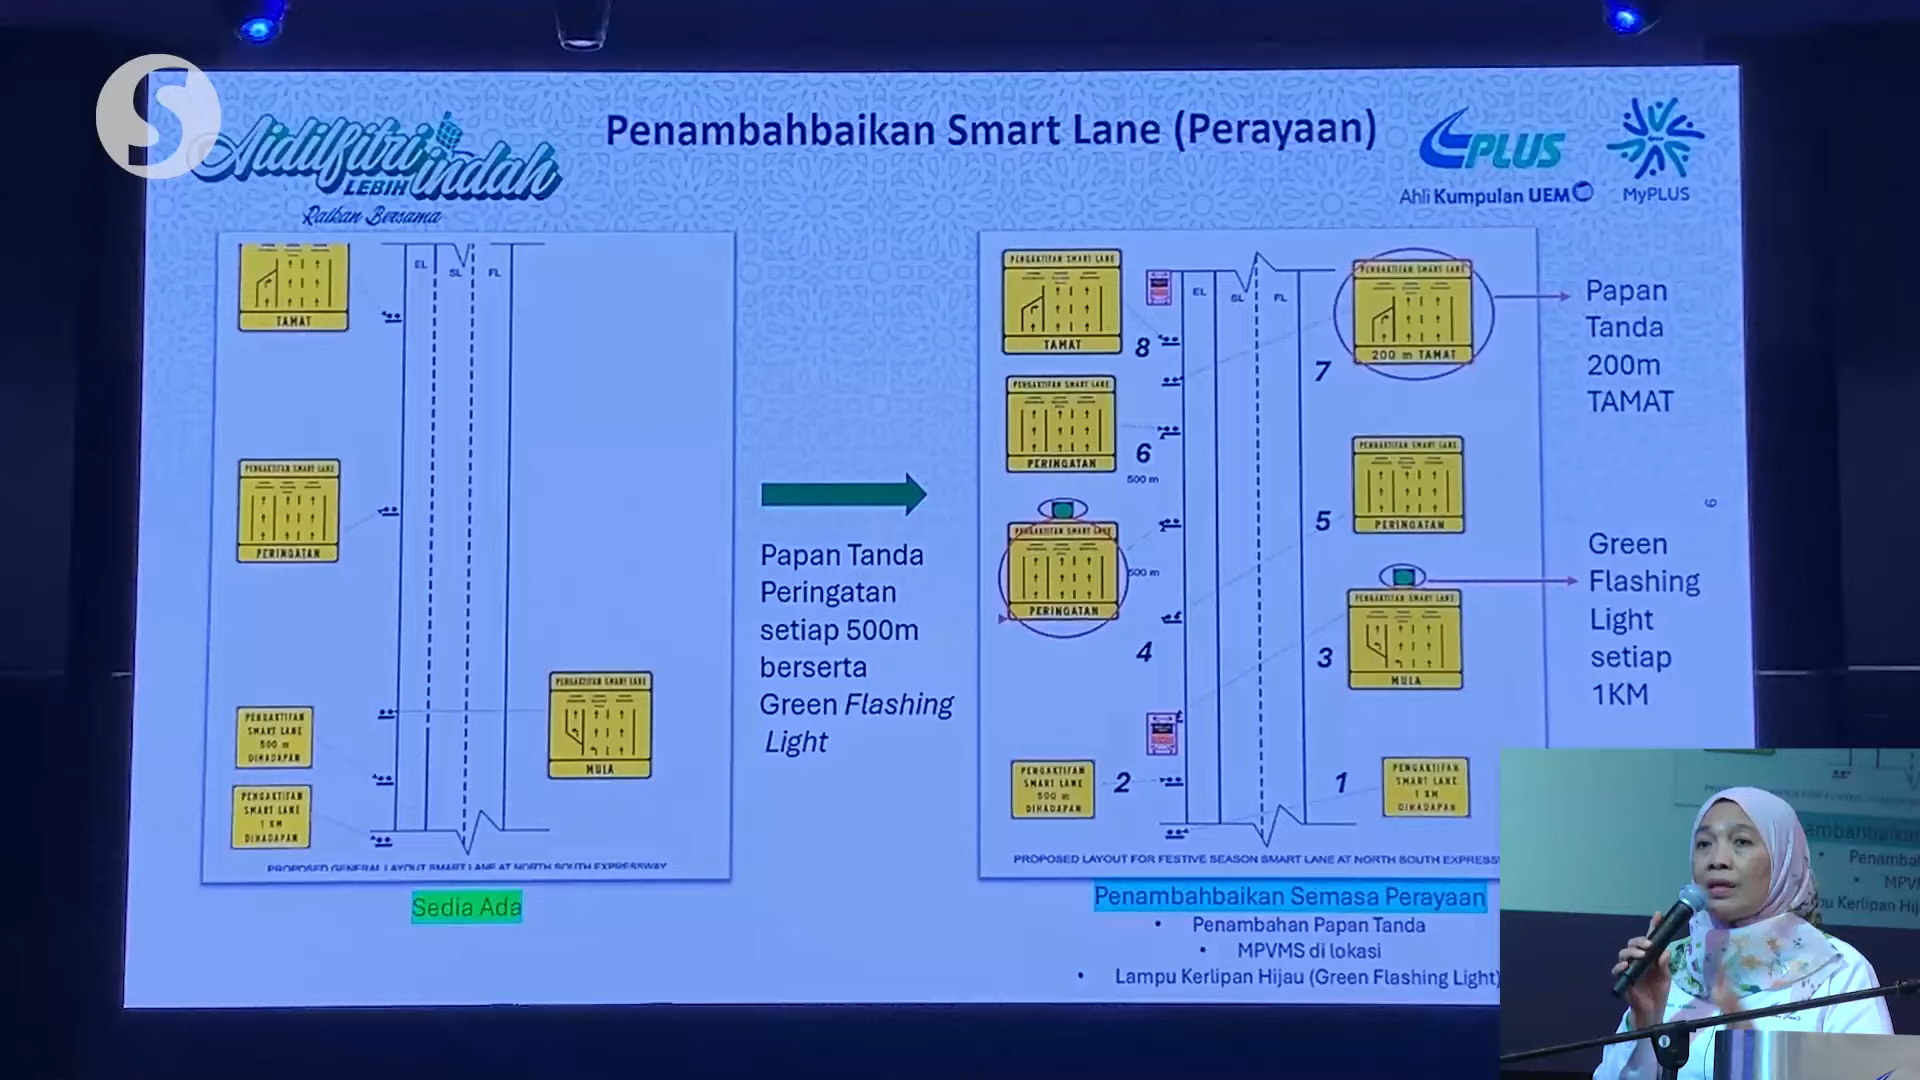 S
Aidilfitri
LEBIH indah
Raikan Bersama
Penambahbaikan Smart Lane (Perayaan)
PLUS
Ahli Kumpulan UEM
MyPLUS
EL
SL
FL
TAMAT
PENGAKTIFAN SMART LANE
PERINGATAN
PENGAKTIFAN
SMART LANE
500 m
DIHADAPAN
PENGAKTIFAN
SMART LANE
1 KM
DIHADAPAN
PENGAKTIFAN SMART LANE
MULA
PROPOSED GENERAL LAYOUT SMART LANE AT NORTH SOUTH EXPRESSWAY
Sedia Ada
Papan Tanda
Peringatan
setiap 500m
berserta
Green Flashing
Light
PENGAKTIFAN SMART LANE
TAMAT
8
EL
SL
FL
PENGAKTIFAN SMART LANE
200 m TAMAT
7
PENGAKTIFAN SMART LANE
PERINGATAN
6
500 m
PENGAKTIFAN SMART LANE
PERINGATAN
5
PENGAKTIFAN SMART LANE
PERINGATAN
500 m
4
PENGAKTIFAN SMART LANE
MULA
3
PENGAKTIFAN
SMART LANE
500 m
DIHADAPAN
2
1
PENGAKTIFAN
SMART LANE
1 KM
DIHADAPAN
PROPOSED LAYOUT FOR FESTIVE SEASON SMART LANE AT NORTH SOUTH EXPRESS
Papan
Tanda
200m
TAMAT
Green
Flashing
Light
setiap
1KM
9
Penambahbaikan Semasa Perayaan
• Penambahan Papan Tanda
• MPVMS di lokasi
• Lampu Kerlipan Hijau (Green Flashing Light)